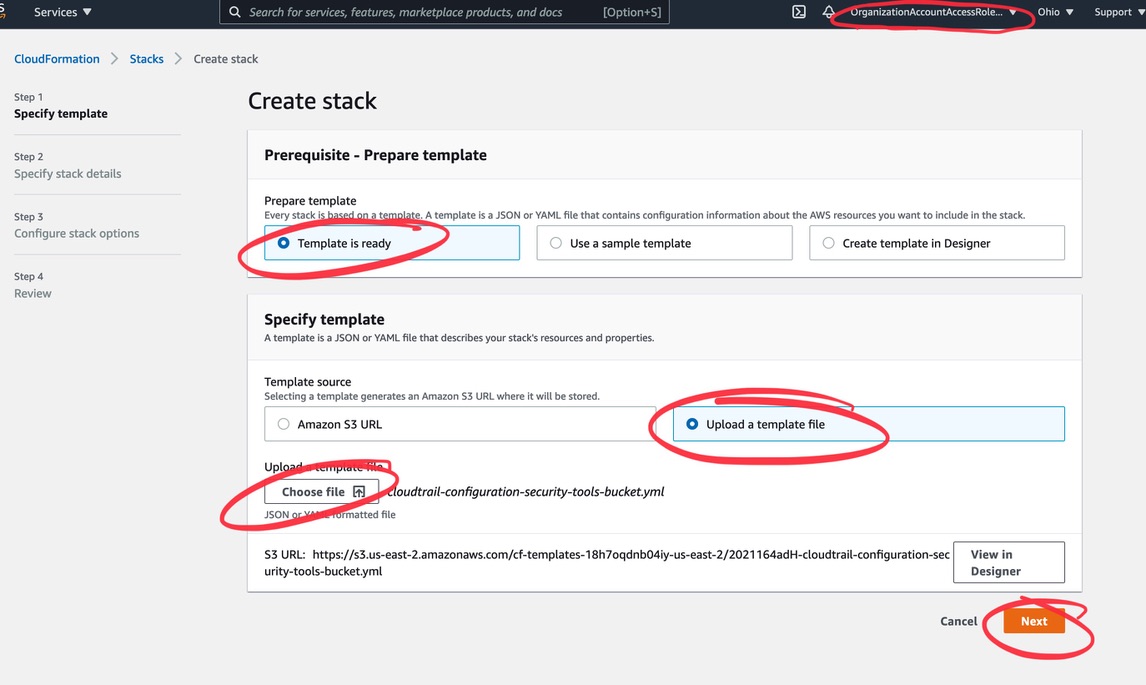 Services ▼
Search for services, features, marketplace products, and docs [Option+S]
OrganizationAccountAccessRole... ▼
Ohio ▼
Support ▼
CloudFormation > Stacks > Create stack
Step 1
Specify template
Step 2
Specify stack details
Step 3
Configure stack options
Step 4
Review
Create stack
Prerequisite - Prepare template
Prepare template
Every stack is based on a template. A template is a JSON or YAML file that contains configuration information about the AWS resources you want to include in the stack.
Template is ready
Use a sample template
Create template in Designer
Specify template
A template is a JSON or YAML file that describes your stack's resources and properties.
Template source
Selecting a template generates an Amazon S3 URL where it will be stored.
Amazon S3 URL
Upload a template file
Upload a template file
Choose file
cloudtrail-configuration-security-tools-bucket.yml
JSON or YAML formatted file
S3 URL: https://s3.us-east-2.amazonaws.com/cf-templates-18h7oqdnb04iy-us-east-2/2021164adH-cloudtrail-configuration-sec
urity-tools-bucket.yml
View in
Designer
Cancel
Next